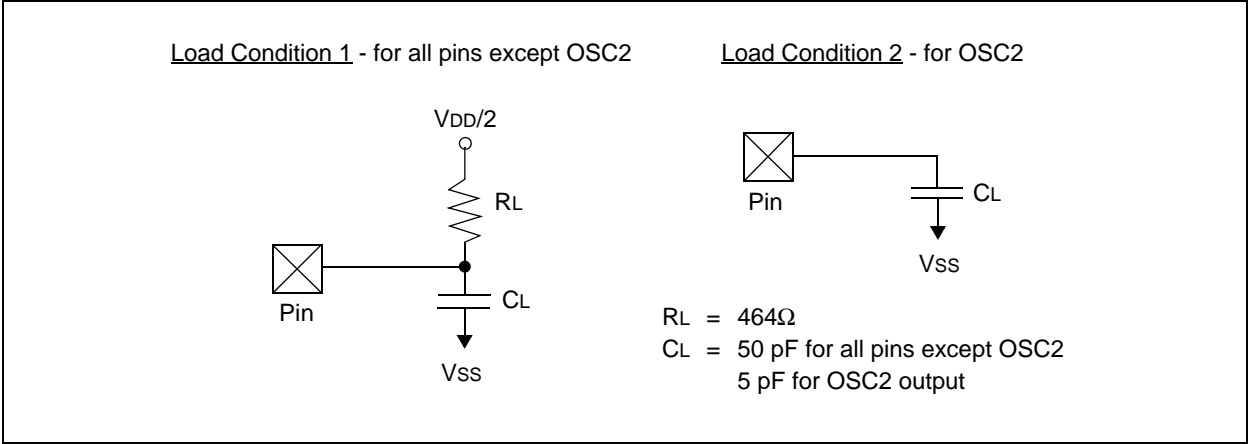 Load Condition 1 - for all pins except OSC2
VDD/2
RL
Pin
CL
VSS
Load Condition 2 - for OSC2
Pin
CL
VSS
RL = 464Ω
CL = 50 pF for all pins except OSC2
5 pF for OSC2 output